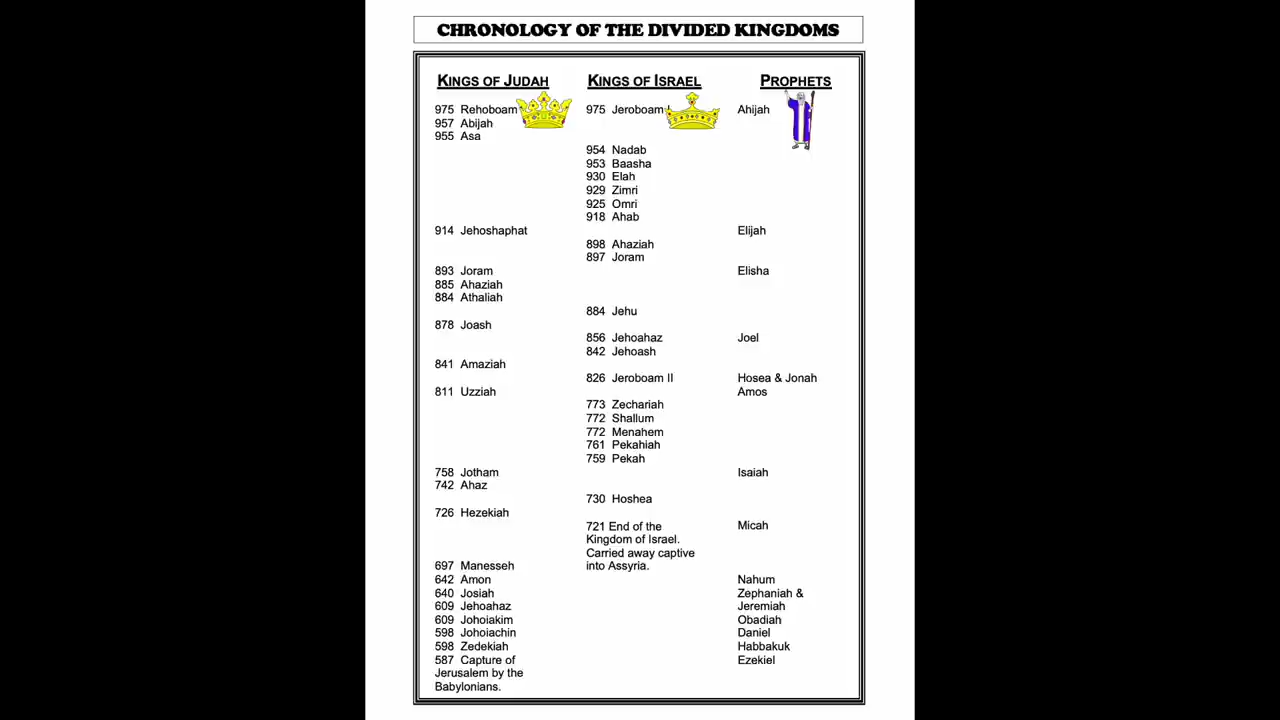 CHRONOLOGY OF THE DIVIDED KINGDOMS
KINGS OF JUDAH KINGS OF ISRAEL PROPHETS
975 Rehoboam 975 Jeroboam I Ahijah
957 Abijah
955 Asa
954 Nadab
953 Baasha
930 Elah
929 Zimri
925 Omri
918 Ahab
914 Jehoshaphat Elijah
898 Ahaziah
897 Joram
893 Joram Elisha
885 Ahaziah
884 Athaliah
884 Jehu
878 Joash
856 Jehoahaz Joel
842 Jehoash
841 Amaziah
826 Jeroboam II Hosea & Jonah
811 Uzziah Amos
773 Zechariah
772 Shallum
772 Menahem
761 Pekahiah
759 Pekah
758 Jotham Isaiah
742 Ahaz
730 Hoshea
726 Hezekiah
721 End of the Micah
Kingdom of Israel.
Carried away captive
697 Manesseh into Assyria.
642 Amon Nahum
640 Josiah Zephaniah &
609 Jehoahaz Jeremiah
609 Johoiakim Obadiah
598 Johoiachin Daniel
598 Zedekiah Habbakuk
587 Capture of Ezekiel
Jerusalem by the
Babylonians.